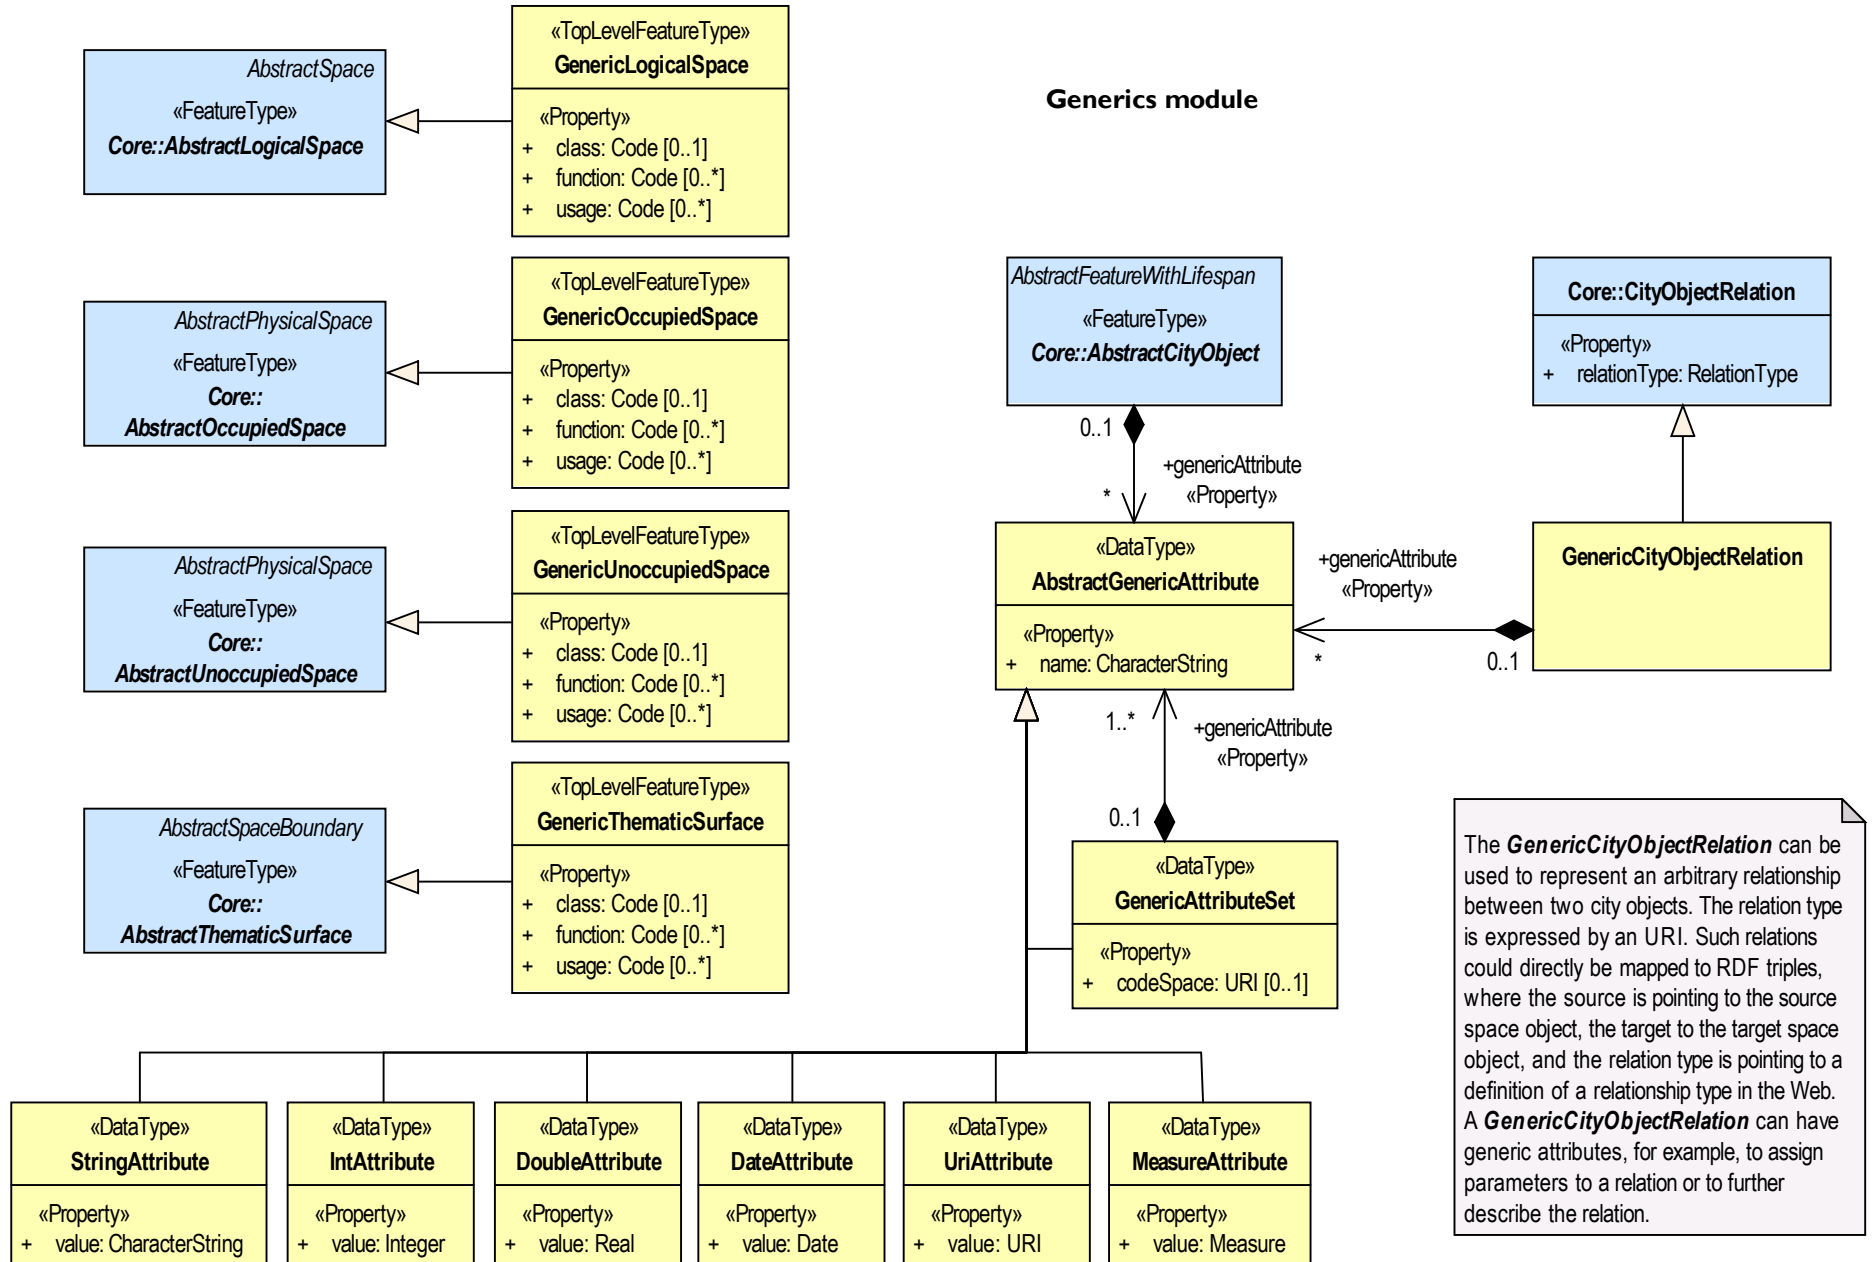 Generics module
AbstractSpace
«FeatureType»
Core::AbstractLogicalSpace
«TopLevelFeatureType»
GenericLogicalSpace
«Property»
+ class: Code [0..1]
+ function: Code [0..*]
+ usage: Code [0..*]
AbstractPhysicalSpace
«FeatureType»
Core::
AbstractOccupiedSpace
«TopLevelFeatureType»
GenericOccupiedSpace
«Property»
+ class: Code [0..1]
+ function: Code [0..*]
+ usage: Code [0..*]
AbstractPhysicalSpace
«FeatureType»
Core::
AbstractUnoccupiedSpace
«TopLevelFeatureType»
GenericUnoccupiedSpace
«Property»
+ class: Code [0..1]
+ function: Code [0..*]
+ usage: Code [0..*]
AbstractSpaceBoundary
«FeatureType»
Core::
AbstractThematicSurface
«TopLevelFeatureType»
GenericThematicSurface
«Property»
+ class: Code [0..1]
+ function: Code [0..*]
+ usage: Code [0..*]
AbstractFeatureWithLifespan
«FeatureType»
Core::AbstractCityObject
0..1
+genericAttribute
«Property»
*
Core::CityObjectRelation
«Property»
+ relationType: RelationType
«DataType»
AbstractGenericAttribute
«Property»
+ name: CharacterString
+genericAttribute
«Property»
*
0..1
GenericCityObjectRelation
1..*
+genericAttribute
«Property»
0..1
«DataType»
GenericAttributeSet
«Property»
+ codeSpace: URI [0..1]
The GenericCityObjectRelation can be
used to represent an arbitrary relationship
between two city objects. The relation type
is expressed by an URI. Such relations
could directly be mapped to RDF triples,
where the source is pointing to the source
space object, the target to the target space
object, and the relation type is pointing to a
definition of a relationship type in the Web.
A GenericCityObjectRelation can have
generic attributes, for example, to assign
parameters to a relation or to further
describe the relation.
«DataType»
StringAttribute
«Property»
+ value: CharacterString
«DataType»
IntAttribute
«Property»
+ value: Integer
«DataType»
DoubleAttribute
«Property»
+ value: Real
«DataType»
DateAttribute
«Property»
+ value: Date
«DataType»
UriAttribute
«Property»
+ value: URI
«DataType»
MeasureAttribute
«Property»
+ value: Measure